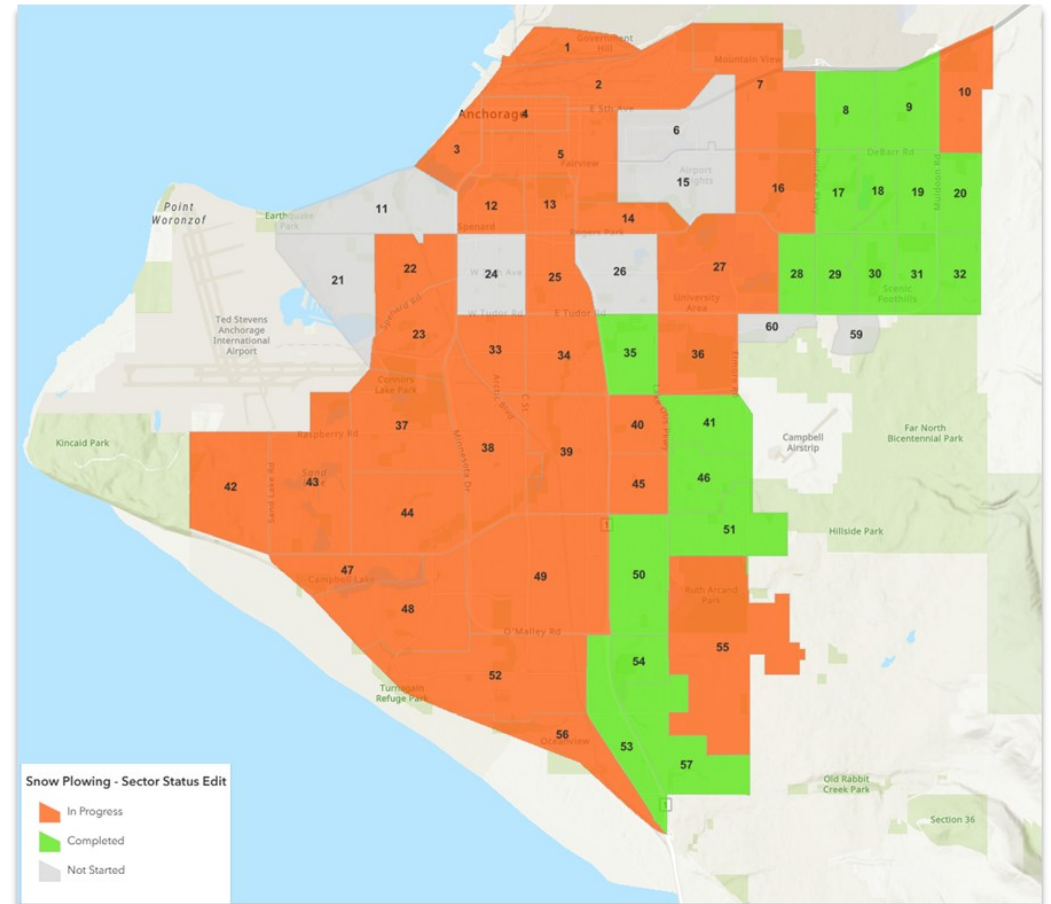 1
Government
Hill
Mountain View
2
7
10
E 5th Ave
8
9
Anchorage
4
6
3
5
Fairview
DeBarr Rd
Airport
Heights
15
16
17
18
19
20
Muldoon Rd
Point
Woronzof
11
Earthquake
Park
12
13
14
Spenard
Rogers Park
21
22
24
25
26
27
28
29
30
31
32
Scenic
Foothills
University
Area
Spenard Rd
W Tudor Rd
E Tudor Rd
Ted Stevens
Anchorage
International
Airport
23
33
34
35
36
60
59
Connors
Lake Park
Arctic Blvd
C St
37
Raspberry Rd
Minnesota Dr
38
39
40
41
Campbell
Airstrip
Far North
Bicentennial Park
Kincaid Park
42
Sand Lake Rd
43
Sand
44
45
46
1
51
Hillside Park
47
Campbell Lake
48
49
50
Ruth Arcand
Park
O'Malley Rd
52
54
55
Turnagain
Refuge Park
56
Oceanview
53
57
1
Old Rabbit
Creek Park
Section 36
Snow Plowing - Sector Status Edit
In Progress
Completed
Not Started